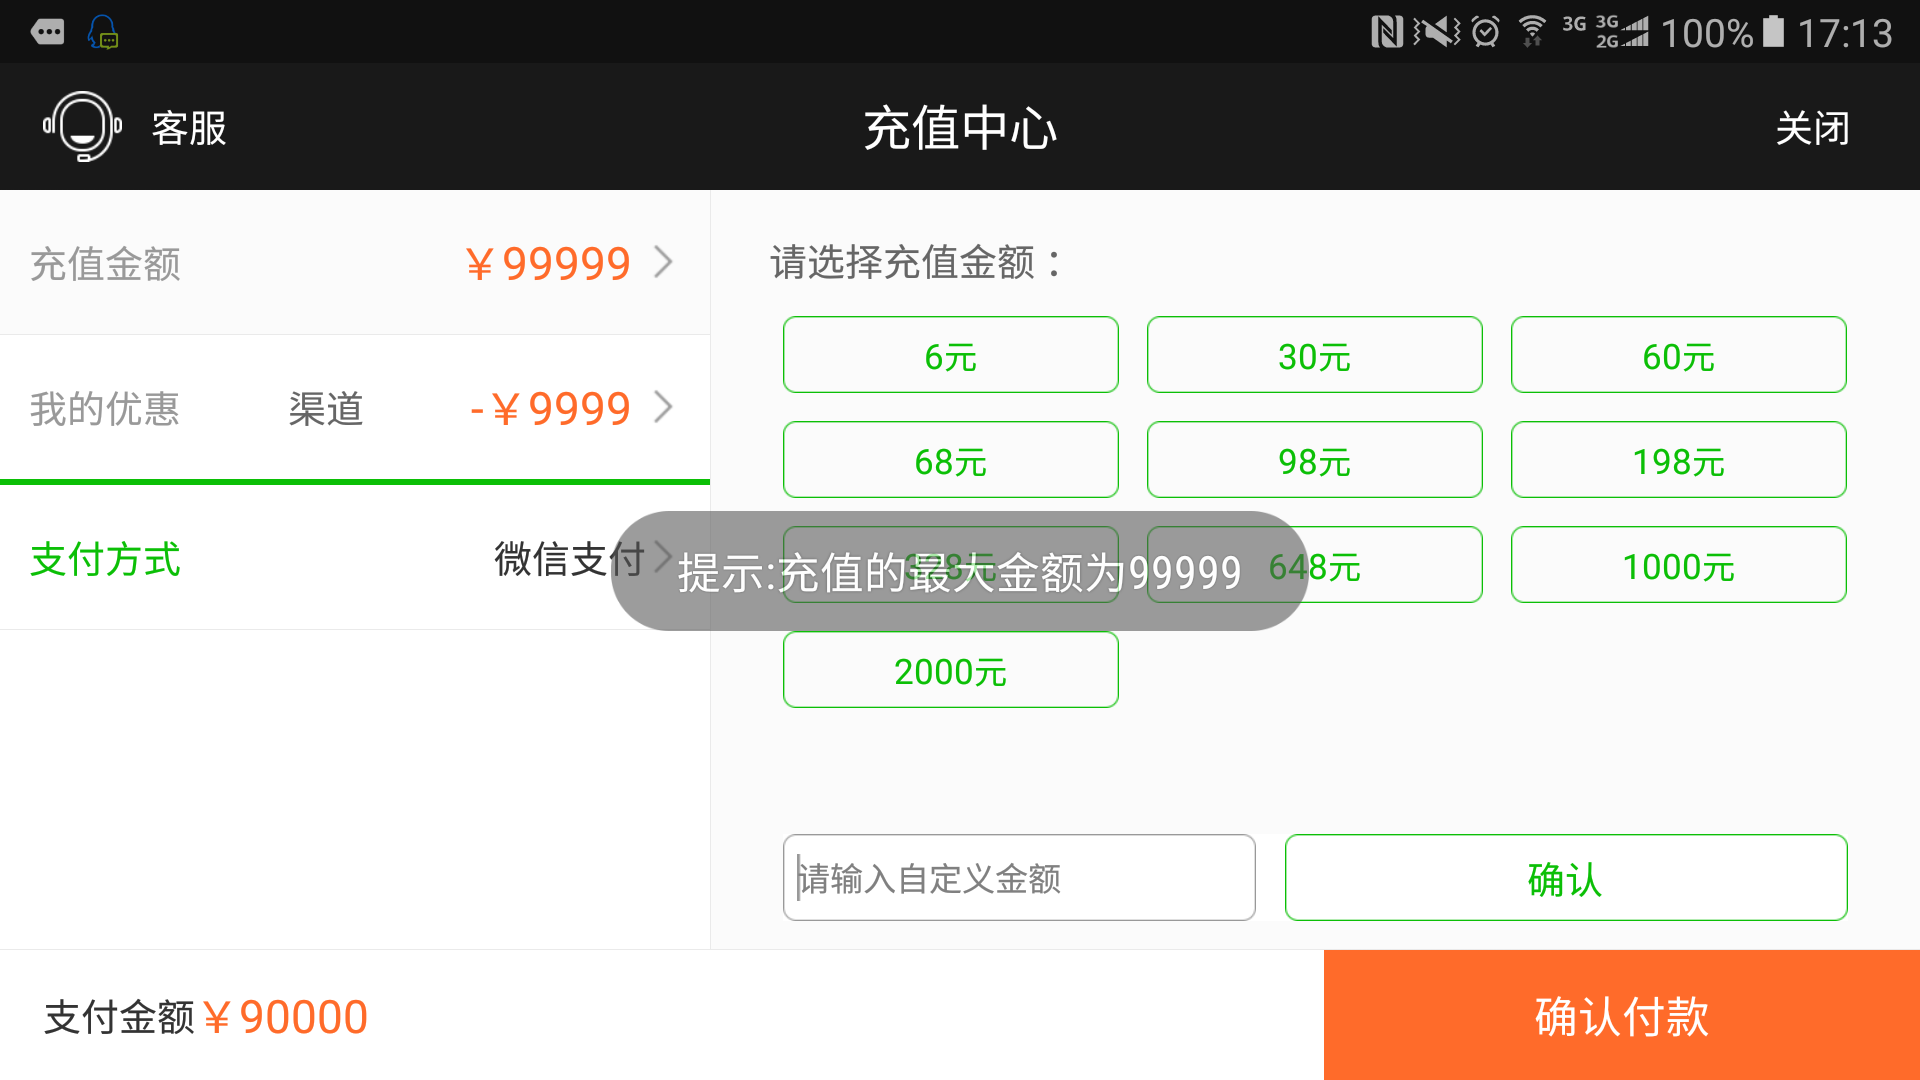 3G 3G 2G 100% 17:13
客服 充值中心 关闭
充值金额 ￥99999
我的优惠 渠道 -￥9999
支付方式 微信支付
请选择充值金额：
6元 30元 60元
68元 98元 198元
328元 648元 1000元
提示:充值的最大金额为99999
2000元
请输入自定义金额 确认
支付金额￥90000 确认付款